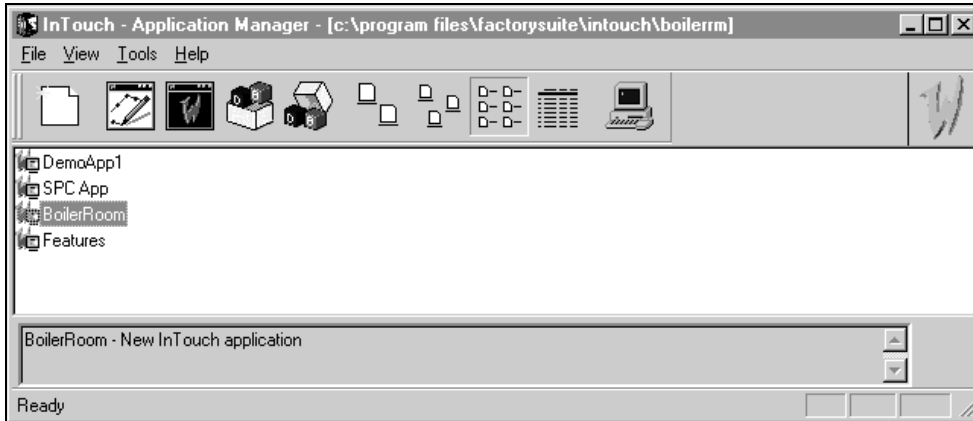 InTouch - Application Manager - [c:\program files\factorysuite\intouch\boilerrm]
File View Tools Help
DemoApp1
SPC App
BoilerRoom
Features
BoilerRoom - New InTouch application
Ready